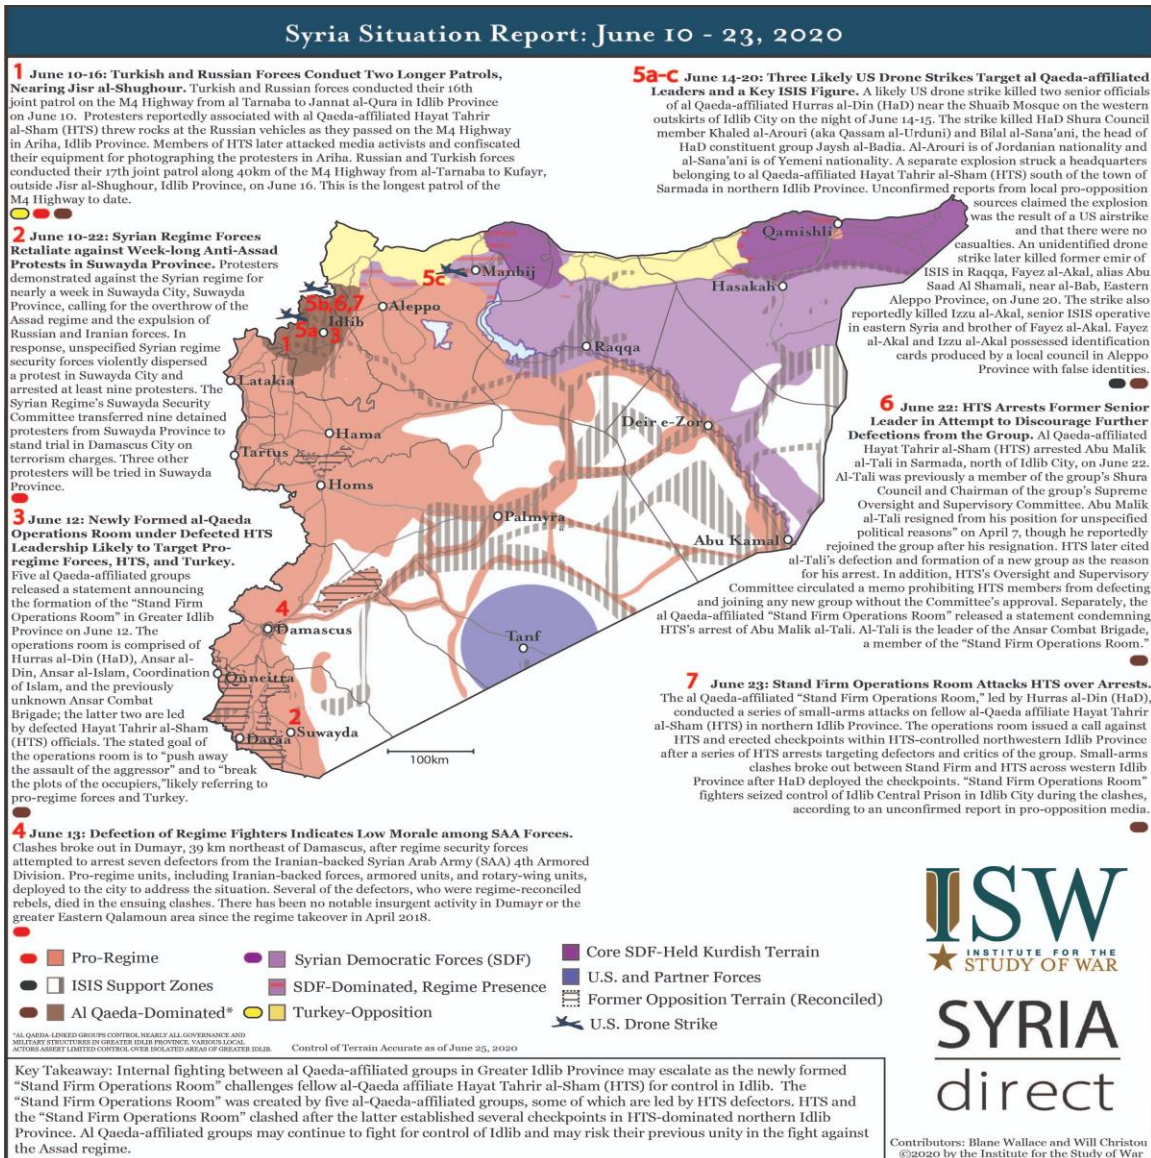 Syria Situation Report: June 10 - 23, 2020
1 June 10-16: Turkish and Russian Forces Conduct Two Longer Patrols,
Nearing Jisr al-Shughour. Turkish and Russian forces conducted their 16th
joint patrol on the M4 Highway from al Tarnaba to Jannat al-Qura in Idlib Province
on June 10. Protesters reportedly associated with al Qaeda-affiliated Hayat Tahrir
al-Sham (HTS) threw rocks at the Russian vehicles as they passed on the M4 Highway
in Ariha, Idlib Province. Members of HTS later attacked media activists and confiscated
their equipment for photographing the protesters in Ariha. Russian and Turkish forces
conducted their 17th joint patrol along 40km of the M4 Highway from al-Tarnaba to Kufayr,
outside Jisr al-Shughour, Idlib Province, on June 16. This is the longest patrol of the
M4 Highway to date.
2 June 10-22: Syrian Regime Forces
Retaliate against Week-long Anti-Assad
Protests in Suwayda Province. Protesters
demonstrated against the Syrian regime for
nearly a week in Suwayda City, Suwayda
Province, calling for the overthrow of the
Assad regime and the expulsion of
Russian and Iranian forces. In
response, unspecified Syrian regime
security forces violently dispersed
a protest in Suwayda City and
arrested at least nine protesters. The
Syrian Regime's Suwayda Security
Committee transferred nine detained
protesters from Suwayda Province to
stand trial in Damascus City on
terrorism charges. Three other
protesters will be tried in Suwayda
Province.
3 June 12: Newly Formed al-Qaeda
Operations Room under Defected HTS
Leadership Likely to Target Pro-
regime Forces, HTS, and Turkey.
Five al Qaeda-affiliated groups
released a statement announcing
the formation of the "Stand Firm
Operations Room" in Greater Idlib
Province on June 12. The
operations room is comprised of
Hurras al-Din (HaD), Ansar al-
Din, Ansar al-Islam, Coordination
of Islam, and the previously
unknown Ansar Combat
Brigade; the latter two are led
by defected Hayat Tahrir al-Sham
(HTS) officials. The stated goal of
the operations room is to "push away
the assault of the aggressor" and to "break
the plots of the occupiers,"likely referring to
pro-regime forces and Turkey.
4 June 13: Defection of Regime Fighters Indicates Low Morale among SAA Forces.
Clashes broke out in Dumayr, 39 km northeast of Damascus, after regime security forces
attempted to arrest seven defectors from the Iranian-backed Syrian Arab Army (SAA) 4th Armored
Division. Pro-regime units, including Iranian-backed forces, armored units, and rotary-wing units,
deployed to the city to address the situation. Several of the defectors, who were regime-reconciled
rebels, died in the ensuing clashes. There has been no notable insurgent activity in Dumayr or the
greater Eastern Qalamoun area since the regime takeover in April 2018.
5a-c June 14-20: Three Likely US Drone Strikes Target al Qaeda-affiliated
Leaders and a Key ISIS Figure. A likely US drone strike killed two senior officials
of al Qaeda-affiliated Hurras al-Din (HaD) near the Shuaib Mosque on the western
outskirts of Idlib City on the night of June 14-15. The strike killed HaD Shura Council
member Khaled al-Arouri (aka Qassam al-Urduni) and Bilal al-Sana'ani, the head of
HaD constituent group Jaysh al-Badia. Al-Arouri is of Jordanian nationality and
al-Sana'ani is of Yemeni nationality. A separate explosion struck a headquarters
belonging to al Qaeda-affiliated Hayat Tahrir al-Sham (HTS) south of the town of
Sarmada in northern Idlib Province. Unconfirmed reports from local pro-opposition
sources claimed the explosion
was the result of a US airstrike
and that there were no
casualties. An unidentified drone
strike later killed former emir of
ISIS in Raqqa, Fayez al-Akal, alias Abu
Saad Al Shamali, near al-Bab, Eastern
Aleppo Province, on June 20. The strike also
reportedly killed Izzu al-Akal, senior ISIS operative
in eastern Syria and brother of Fayez al-Akal. Fayez
al-Akal and Izzu al-Akal possessed identification
cards produced by a local council in Aleppo
Province with false identities.
6 June 22: HTS Arrests Former Senior
Leader in Attempt to Discourage Further
Defections from the Group. Al Qaeda-affiliated
Hayat Tahrir al-Sham (HTS) arrested Abu Malik
al-Tali in Sarmada, north of Idlib City, on June 22.
Al-Tali was previously a member of the group's Shura
Council and Chairman of the group's Supreme
Oversight and Supervisory Committee. Abu Malik
al-Tali resigned from his position for unspecified
political reasons" on April 7, though he reportedly
rejoined the group after his resignation. HTS later cited
al-Tali's defection and formation of a new group as the reason
for his arrest. In addition, HTS's Oversight and Supervisory
Committee circulated a memo prohibiting HTS members from defecting
and joining any new group without the Committee's approval. Separately, the
al Qaeda-affiliated "Stand Firm Operations Room" released a statement condemning
HTS's arrest of Abu Malik al-Tali. Al-Tali is the leader of the Ansar Combat Brigade,
a member of the "Stand Firm Operations Room."
7 June 23: Stand Firm Operations Room Attacks HTS over Arrests.
The al Qaeda-affiliated "Stand Firm Operations Room," led by Hurras al-Din (HaD),
conducted a series of small-arms attacks on fellow al-Qaeda affiliate Hayat Tahrir
al-Sham (HTS) in northern Idlib Province. The operations room issued a call against
HTS and erected checkpoints within HTS-controlled northwestern Idlib Province
after a series of HTS arrests targeting defectors and critics of the group. Small-arms
clashes broke out between Stand Firm and HTS across western Idlib
Province after HaD deployed the checkpoints. "Stand Firm Operations Room"
fighters seized control of Idlib Central Prison in Idlib City during the clashes,
according to an unconfirmed report in pro-opposition media.
Qamishli
5c
Manbij
Hasakah
5b,6,7
Aleppo
5a
Idlib
1
3
Raqqa
Latakia
Deir e-Zor
Hama
Tartus
Homs
Palmyra
Abu Kamal
4
Damascus
Tanf
Quneitra
2
Suwayda
Daraa
100km
Pro-Regime
ISIS Support Zones
Al Qaeda-Dominated*
Syrian Democratic Forces (SDF)
SDF-Dominated, Regime Presence
Turkey-Opposition
Core SDF-Held Kurdish Terrain
U.S. and Partner Forces
Former Opposition Terrain (Reconciled)
U.S. Drone Strike
*AL QAEDA-LINKED GROUPS CONTROL NEARLY ALL GOVERNANCE AND
MILITARY STRUCTURES IN GREATER IDLIB PROVINCE. VARIOUS LOCAL
ACTORS ASSERT LIMITED CONTROL OVER ISOLATED AREAS OF GREATER IDLIB.
Control of Terrain Accurate as of June 25, 2020
Key Takeaway: Internal fighting between al Qaeda-affiliated groups in Greater Idlib Province may escalate as the newly formed
"Stand Firm Operations Room" challenges fellow al-Qaeda affiliate Hayat Tahrir al-Sham (HTS) for control in Idlib. The
"Stand Firm Operations Room" was created by five al-Qaeda-affiliated groups, some of which are led by HTS defectors. HTS and
the "Stand Firm Operations Room" clashed after the latter established several checkpoints in HTS-dominated northern Idlib
Province. Al Qaeda-affiliated groups may continue to fight for control of Idlib and may risk their previous unity in the fight against
the Assad regime.
ISW
INSTITUTE FOR THE
STUDY OF WAR
SYRIA
direct
Contributors: Blane Wallace and Will Christou
©2020 by the Institute for the Study of War